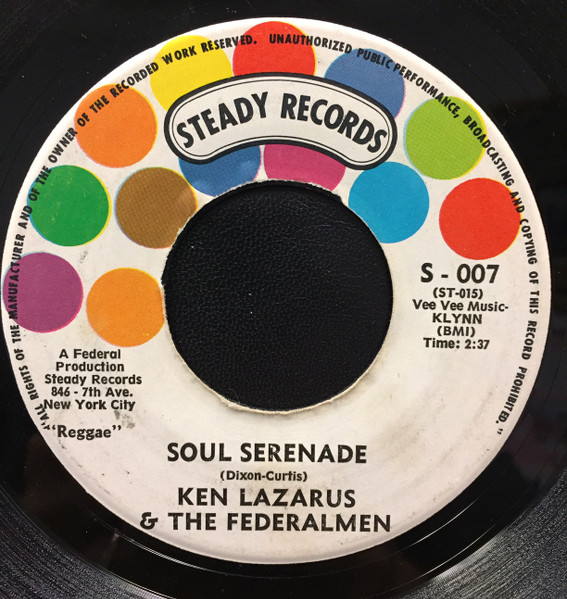 "ALL RIGHTS OF THE MANUFACTURER AND OF THE OWNER OF THE RECORDED WORK RESERVED. UNAUTHORIZED PUBLIC PERFORMANCE, BROADCASTING AND COPYING OF THIS RECORD PROHIBITED."
STEADY RECORDS
S - 007
(ST-015)
Vee Vee Music-
KLYNN
(BMI)
Time: 2:37
A Federal
Production
Steady Records
846 - 7th Ave.
New York City
"Reggae"
SOUL SERENADE
(Dixon-Curtis)
KEN LAZARUS
& THE FEDERALMEN